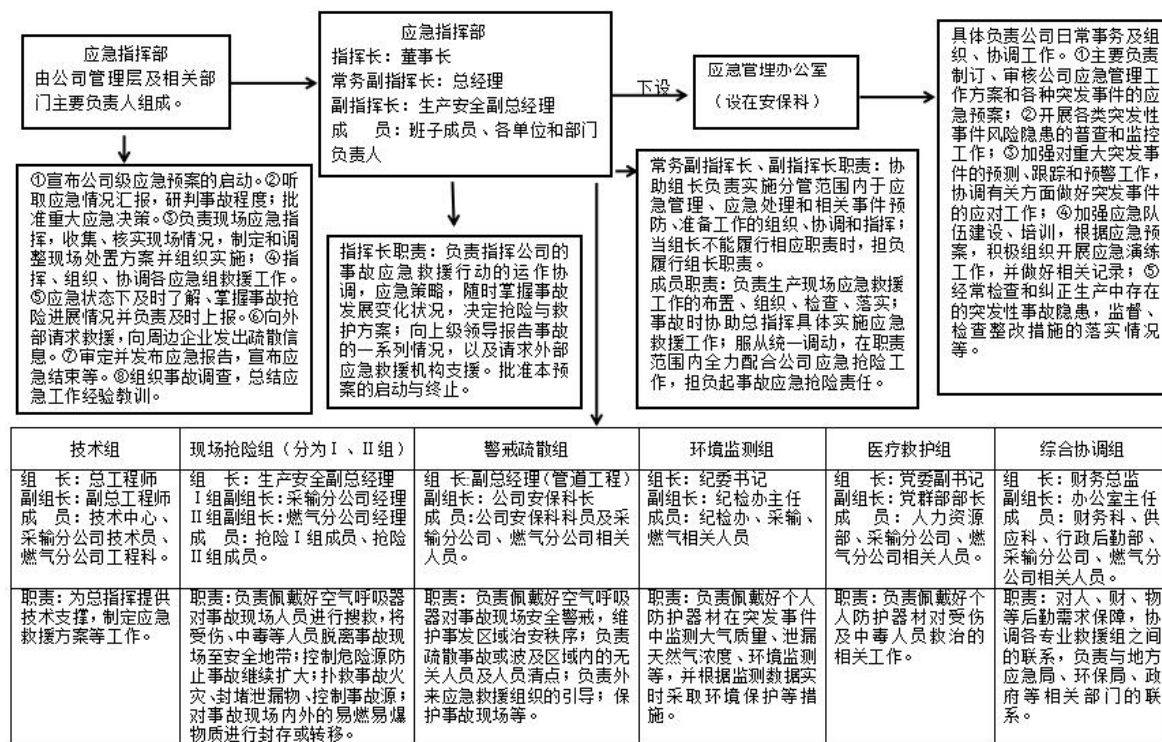 应急指挥部
由公司管理层及相关部
门主要负责人组成。
应急指挥部
指挥长：董事长
常务副指挥长：总经理
副指挥长：生产安全副总经理
成　员：班子成员、各单位和部门
负责人
下设
应急管理办公室
（设在安保科）
具体负责公司日常事务及组
织、协调工作。①主要负责
制订、审核公司应急管理工
作方案和各种突发事件的应
急预案；②开展各类突发性
事件风险隐患的普查和监控
工作；③加强对重大突发事
件的预测、跟踪和预警工作，
协调有关方面做好突发事件
的应对工作；④加强应急队
伍建设、培训，根据应急预
案，积极组织开展应急演练
工作，并做好相关记录；⑤
经常检查和纠正生产中存在
的突发性事故隐患，监督、
检查整改措施的落实情况
等。
①宣布公司级应急预案的启动。②听
取应急情况汇报，研判事故程度；批
准重大应急决策。③负责现场应急指
挥，收集、核实现场情况，制定和调
整现场处置方案并组织实施；④指
挥、组织、协调各应急组救援工作。
⑤应急状态下及时了解、掌握事故抢
险进展情况并负责及时上报。⑥向外
部请求救援，向周边企业发出疏散信
息。⑦审定并发布应急报告，宣布应
急结束等。⑧组织事故调查，总结应
急工作经验教训。
指挥长职责：负责指挥公司的
事故应急救援行动的运作协
调，应急策略，随时掌握事故
发展变化状况，决定抢险与救
护方案；向上级领导报告事故
的一系列情况，以及请求外部
应急救援机构支援。批准本预
案的启动与终止。
常务副指挥长、副指挥长职责：协
助组长负责实施分管范围内于应
急管理、应急处理和相关事件预
防、准备工作的组织、协调和指挥；
当组长不能履行相应职责时，担负
履行组长职责。
成员职责：负责生产现场应急救援
工作的布置、组织、检查、落实；
事故时协助总指挥具体实施应急
救援工作；服从统一调动，在职责
范围内全力配合公司应急抢险工
作，担负起事故应急抢险责任。
技术组
现场抢险组（分为Ⅰ、Ⅱ组）
警戒疏散组
环境监测组
医疗救护组
综合协调组
组　长：总工程师
副组长：副总工程师
成　员：技术中心、
采输分公司技术员、
燃气分公司工程科。
组　长：生产安全副总经理
Ⅰ组副组长：采输分公司经理
Ⅱ组副组长：燃气分公司经理
成　员：抢险Ⅰ组成员、抢险
Ⅱ组成员。
组 长:副总经理（管道工程）
副组长：公司安保科长
成 员:公司安保科科员及采
输分公司、燃气分公司相关
人员。
组长：纪委书记
副组长：纪检办主任
成员：纪检办、采输、
燃气相关人员
组　长：党委副书记
副组长：党群部部长
成　员：人力资源
部、采输分公司、燃
气分公司相关人员。
组　长：财务总监
副组长：办公室主任
成　员：财务科、供
应科、行政后勤部、
采输分公司、燃气分
公司相关人员。
职责：为总指挥提供
技术支撑，制定应急
救援方案等工作。
职责：负责佩戴好空气呼吸器
对事故现场人员进行搜救，将
受伤、中毒等人员脱离事故现
场至安全地带；控制危险源防
止事故继续扩大；扑救事故火
灾、封堵泄漏物、控制事故源；
对事故现场内外的易燃易爆
物质进行封存或转移。
职责：负责佩戴好空气呼吸
器对事故现场安全警戒，维
护事发区域治安秩序；负责
疏散事故或波及区域内的无
关人员及人员清点；负责外
来应急救援组织的引导；保
护事故现场等。
职责：负责佩戴好个人
防护器材在突发事件
中监测大气质量、泄漏
天然气浓度、环境监测
等，并根据监测数据实
时采取环境保护等措
施。
职责：负责佩戴好个
人防护器材对受伤
及中毒人员救治的
相关工作。
职责：对人、财、物
等后勤需求保障，协
调各专业救援组之间
的联系，负责与地方
应急局、环保局、政
府等相关部门的联
系。